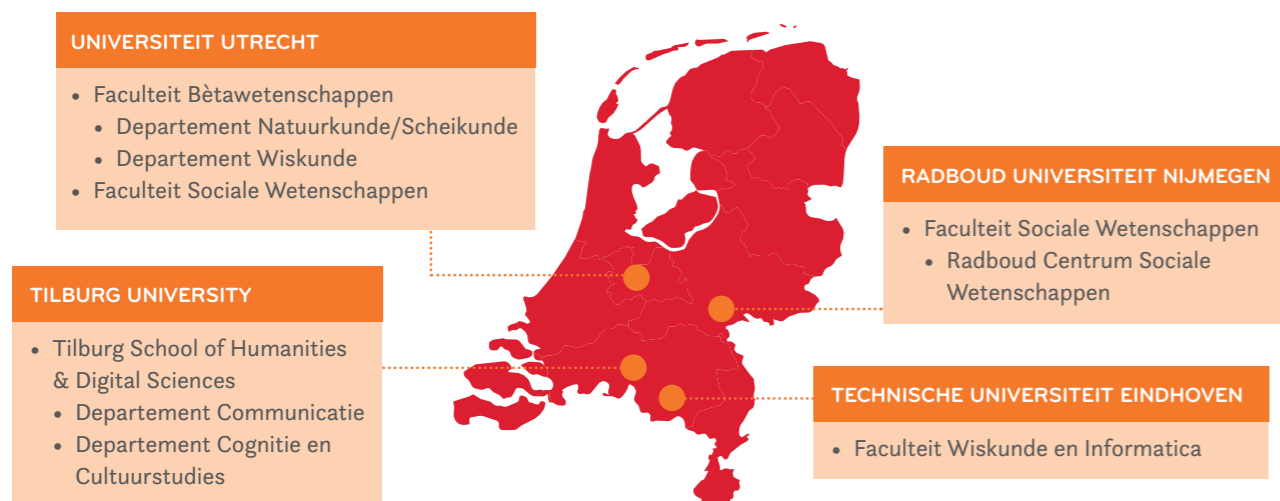 UNIVERSITEIT UTRECHT
• Faculteit Bètawetenschappen
• Departement Natuurkunde/Scheikunde
• Departement Wiskunde
• Faculteit Sociale Wetenschappen
RADBOUD UNIVERSITEIT NIJMEGEN
• Faculteit Sociale Wetenschappen
• Radboud Centrum Sociale
Wetenschappen
TILBURG UNIVERSITY
• Tilburg School of Humanities
& Digital Sciences
• Departement Communicatie
• Departement Cognitie en
Cultuurstudies
TECHNISCHE UNIVERSITEIT EINDHOVEN
• Faculteit Wiskunde en Informatica